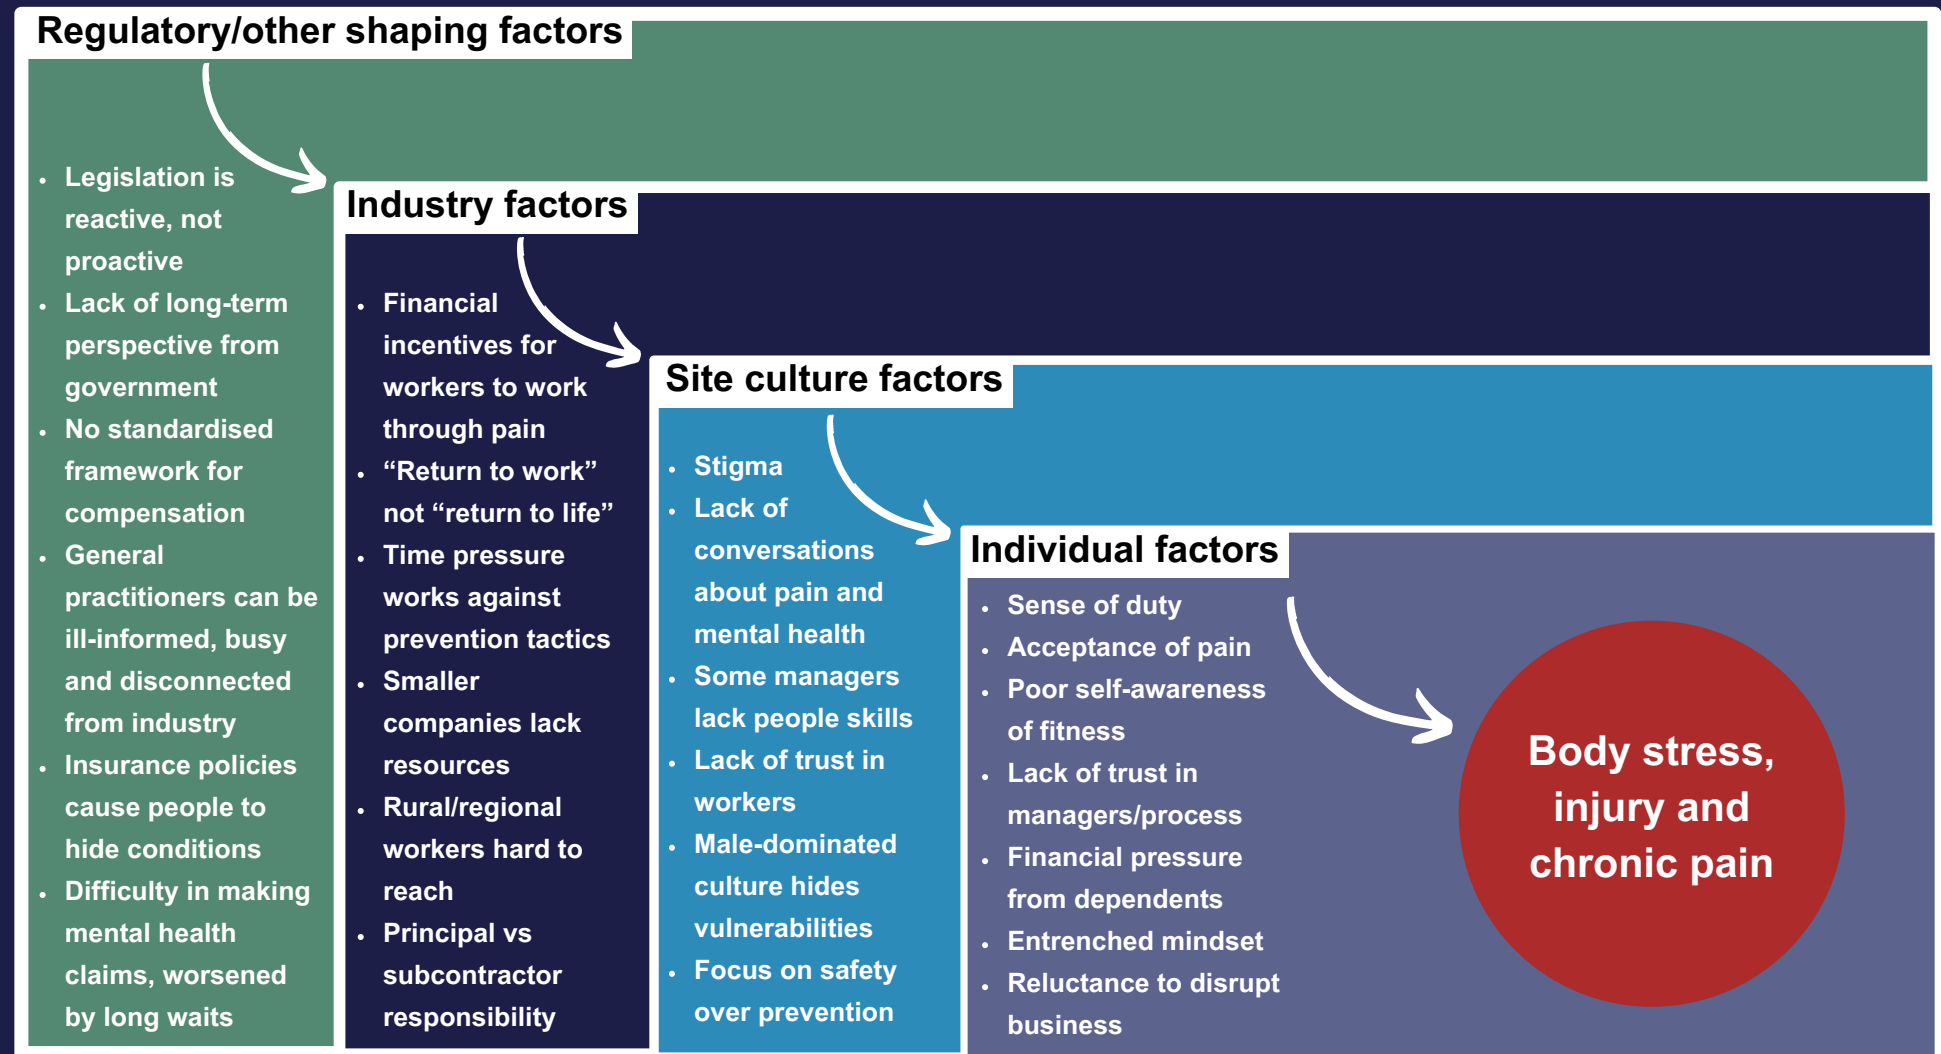 Regulatory/other shaping factors
• Legislation is
reactive, not
proactive
• Lack of long-term
perspective from
government
• No standardised
framework for
compensation
• General
practitioners can be
ill-informed, busy
and disconnected
from industry
• Insurance policies
cause people to
hide conditions
• Difficulty in making
mental health
claims, worsened
by long waits
Industry factors
• Financial
incentives for
workers to work
through pain
• “Return to work”
not “return to life”
• Time pressure
works against
prevention tactics
• Smaller
companies lack
resources
• Rural/regional
workers hard to
reach
• Principal vs
subcontractor
responsibility
Site culture factors
• Stigma
• Lack of
conversations
about pain and
mental health
• Some managers
lack people skills
• Lack of trust in
workers
• Male-dominated
culture hides
vulnerabilities
• Focus on safety
over prevention
Individual factors
• Sense of duty
• Acceptance of pain
• Poor self-awareness
of fitness
• Lack of trust in
managers/process
• Financial pressure
from dependents
• Entrenched mindset
• Reluctance to disrupt
business
Body stress,
injury and
chronic pain